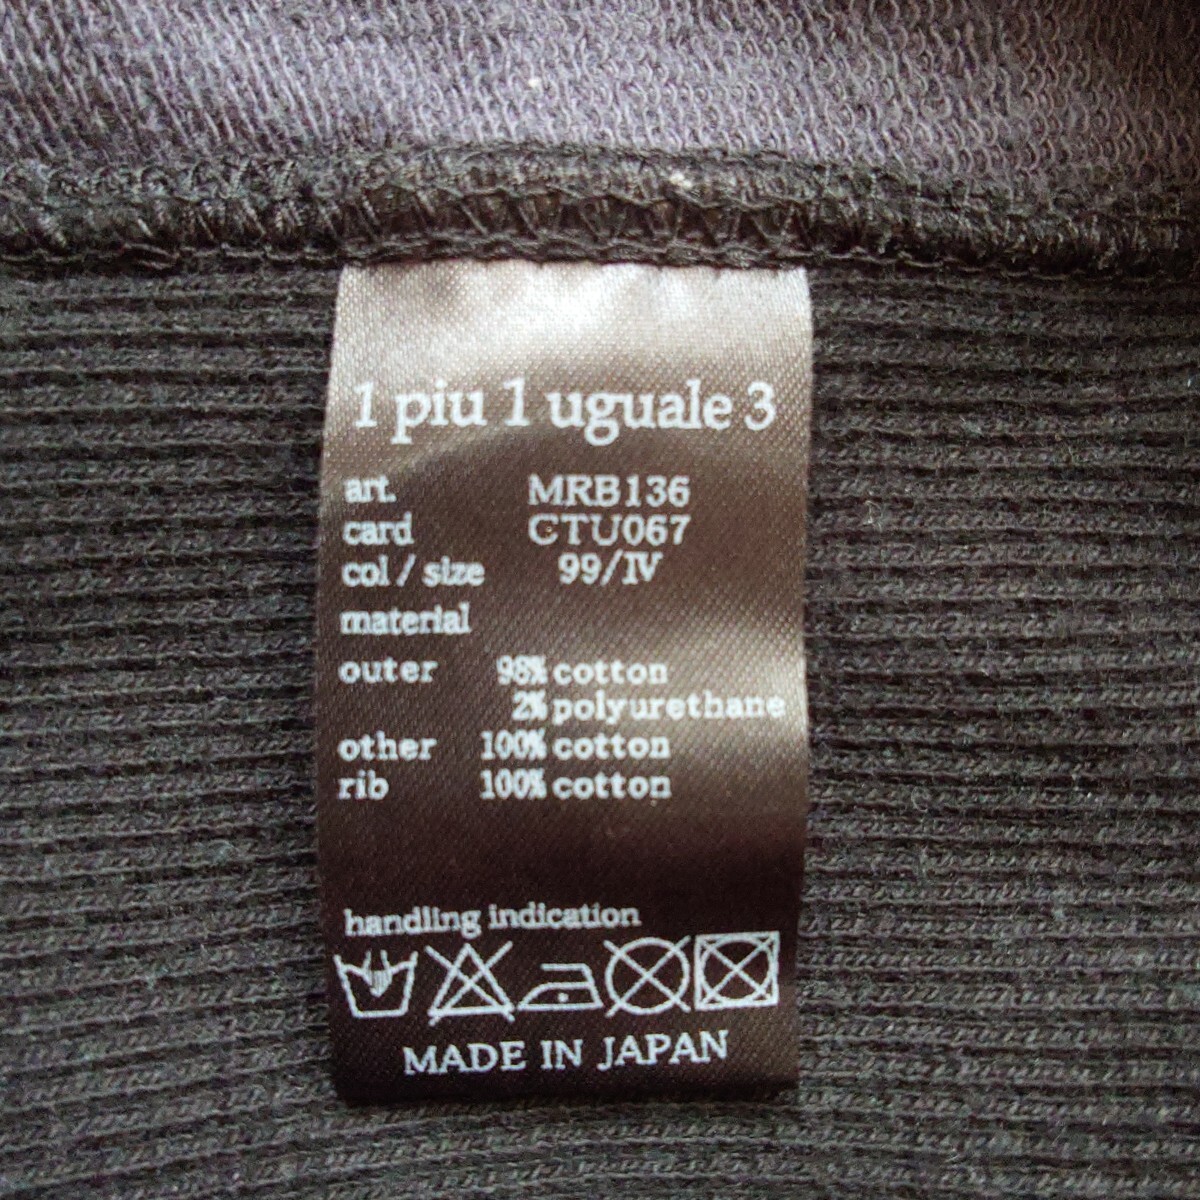 1 piu 1 uguale 3
art. MRB136
card CTU067
col / size 99/IV
material
outer 98% cotton
2% polyurethane
other 100% cotton
rib 100% cotton
handling indication
MADE IN JAPAN